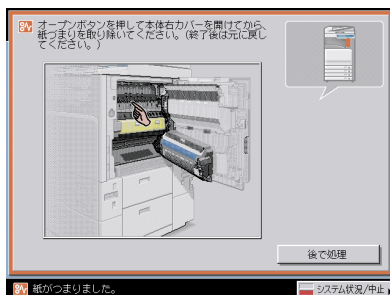 オープンボタンを押して本体右カバーを開けてから、
紙づまりを取り除いてください。(終了後は元に戻し
てください。)
後で処理
紙がつまりました。
システム状況/中止